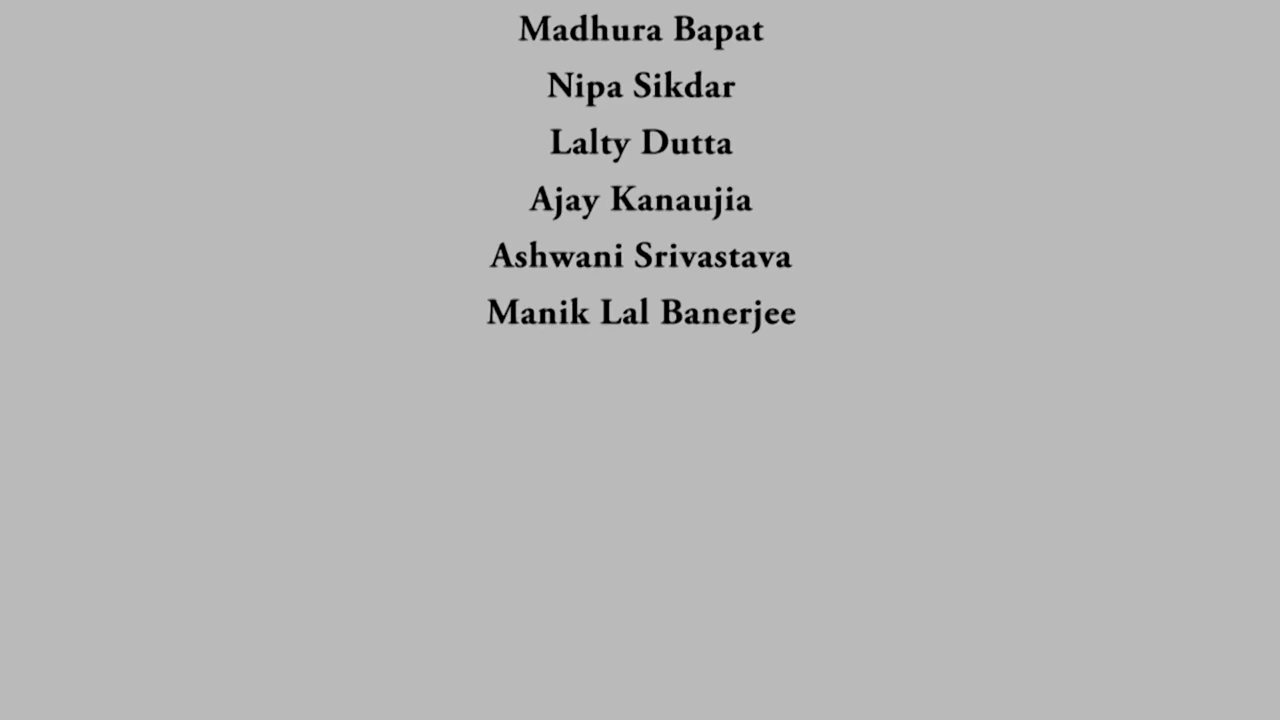 Madhura Bapat
Nipa Sikdar
Lalty Dutta
Ajay Kanaujia
Ashwani Srivastava
Manik Lal Banerjee